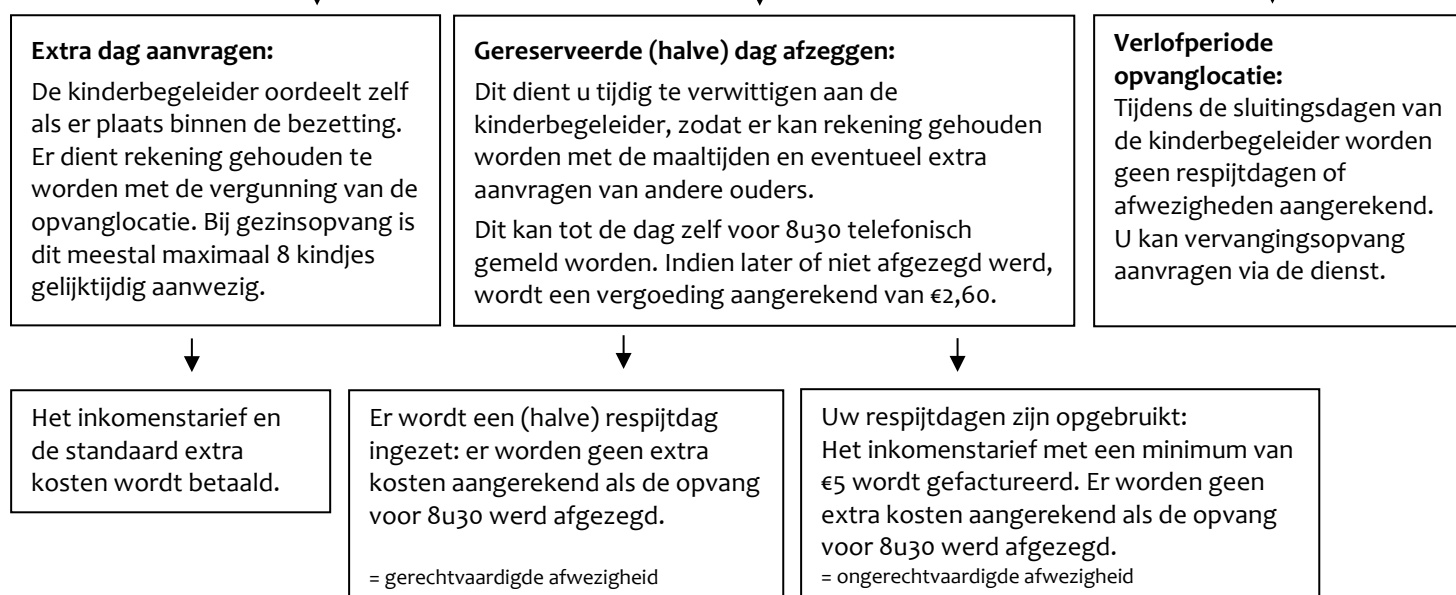 Extra dag aanvragen:
De kinderbegeleider oordeelt zelf
als er plaats binnen de bezetting.
Er dient rekening gehouden te
worden met de vergunning van de
opvanglocatie. Bij gezinsopvang is
dit meestal maximaal 8 kindjes
gelijktijdig aanwezig.
Gereserveerde (halve) dag afzeggen:
Dit dient u tijdig te verwittigen aan de
kinderbegeleider, zodat er kan rekening gehouden
worden met de maaltijden en eventueel extra
aanvragen van andere ouders.
Dit kan tot de dag zelf voor 8u30 telefonisch
gemeld worden. Indien later of niet afgezegd werd,
wordt een vergoeding aangerekend van €2,60.
Verlofperiode
opvanglocatie:
Tijdens de sluitingsdagen van
de kinderbegeleider worden
geen respijtdagen of
afwezigheden aangerekend.
U kan vervangingsopvang
aanvragen via de dienst.
Het inkomenstarief en
de standaard extra
kosten wordt betaald.
Er wordt een (halve) respijtdag
ingezet: er worden geen extra
kosten aangerekend als de opvang
voor 8u30 werd afgezegd.
= gerechtvaardigde afwezigheid
Uw respijtdagen zijn opgebruikt:
Het inkomenstarief met een minimum van
€5 wordt gefactureerd. Er worden geen
extra kosten aangerekend als de opvang
voor 8u30 werd afgezegd.
= ongerechtvaardigde afwezigheid